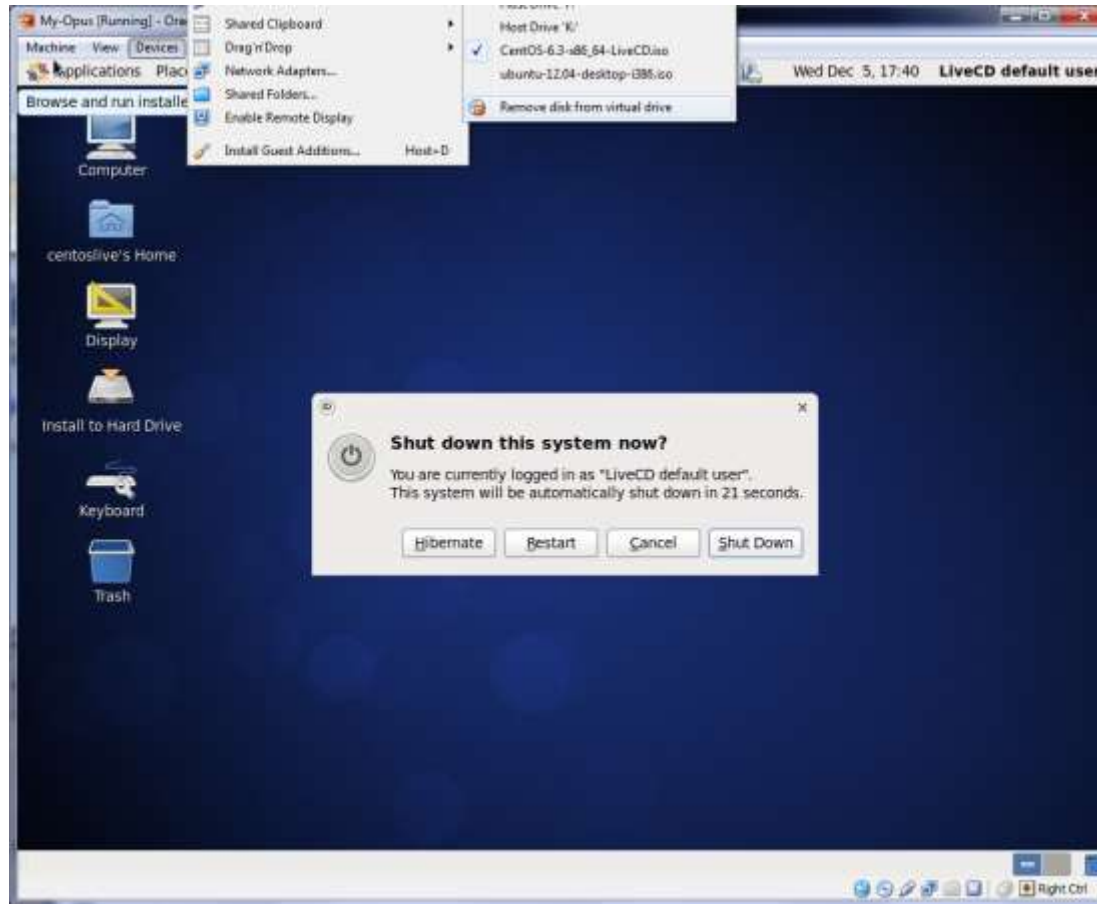 My-Opus [Running] - Ora
Machine View Devices
Shared Clipboard
Drag'n'Drop
Network Adapters...
Shared Folders...
Enable Remote Display
Install Guest Additions... Host+D
Host Drive 'K:'
CentOS-6.3-x86_64-LiveCD.iso
ubuntu-12.04-desktop-i386.iso
Remove disk from virtual drive
Applications Plac
Wed Dec 5, 17:40 LiveCD default user
Browse and run installe
Computer
centoslive's Home
Display
Install to Hard Drive
Keyboard
Trash
Shut down this system now?
You are currently logged in as "LiveCD default user".
This system will be automatically shut down in 21 seconds.
Hibernate Restart Cancel Shut Down
Right Ctrl